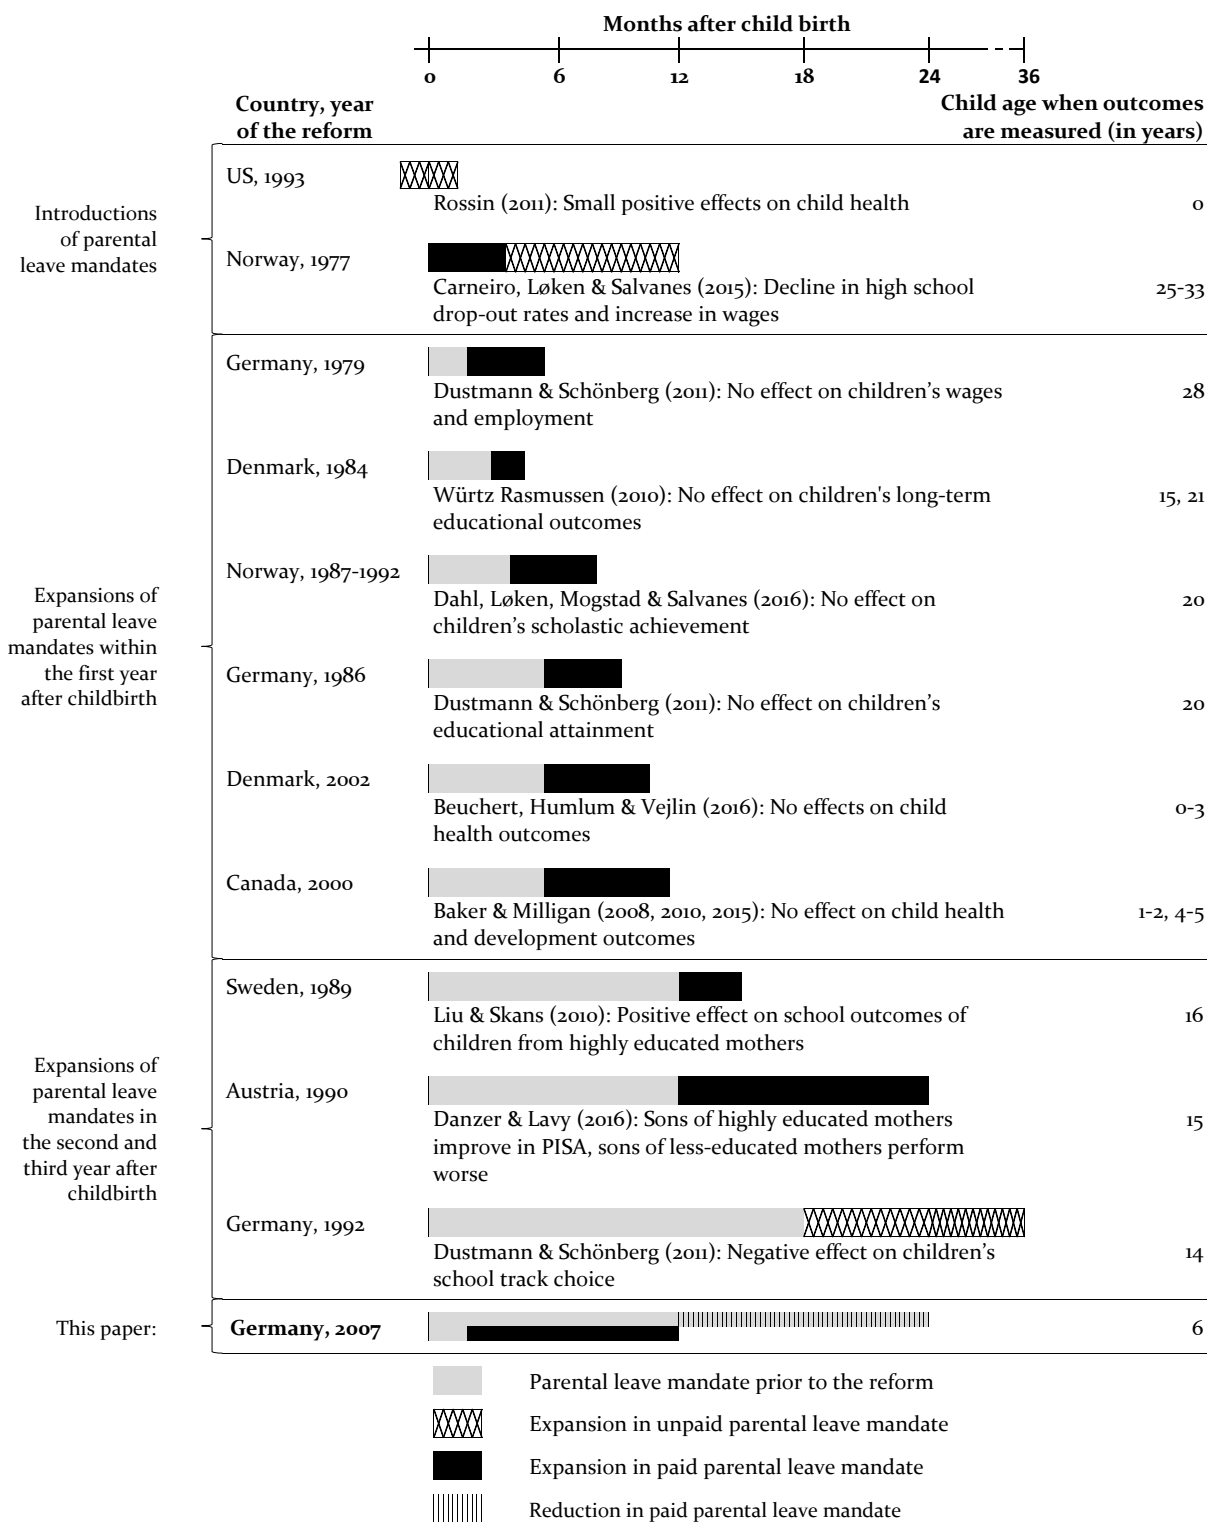 Months after child birth
0 6 12 18 24 36
Country, year
of the reform
Child age when outcomes
are measured (in years)
Introductions
of parental
leave mandates
US, 1993
Rossin (2011): Small positive effects on child health
0
Norway, 1977
Carneiro, Løken & Salvanes (2015): Decline in high school
drop-out rates and increase in wages
25-33
Expansions of
parental leave
mandates within
the first year
after childbirth
Germany, 1979
Dustmann & Schönberg (2011): No effect on children’s wages
and employment
28
Denmark, 1984
Würtz Rasmussen (2010): No effect on children's long-term
educational outcomes
15, 21
Norway, 1987-1992
Dahl, Løken, Mogstad & Salvanes (2016): No effect on
children’s scholastic achievement
20
Germany, 1986
Dustmann & Schönberg (2011): No effect on children’s
educational attainment
20
Denmark, 2002
Beuchert, Humlum & Vejlin (2016): No effects on child
health outcomes
0-3
Canada, 2000
Baker & Milligan (2008, 2010, 2015): No effect on child health
and development outcomes
1-2, 4-5
Expansions of
parental leave
mandates in
the second and
third year after
childbirth
Sweden, 1989
Liu & Skans (2010): Positive effect on school outcomes of
children from highly educated mothers
16
Austria, 1990
Danzer & Lavy (2016): Sons of highly educated mothers
improve in PISA, sons of less-educated mothers perform
worse
15
Germany, 1992
Dustmann & Schönberg (2011): Negative effect on children’s
school track choice
14
This paper:
Germany, 2007
6
Parental leave mandate prior to the reform
Expansion in unpaid parental leave mandate
Expansion in paid parental leave mandate
Reduction in paid parental leave mandate